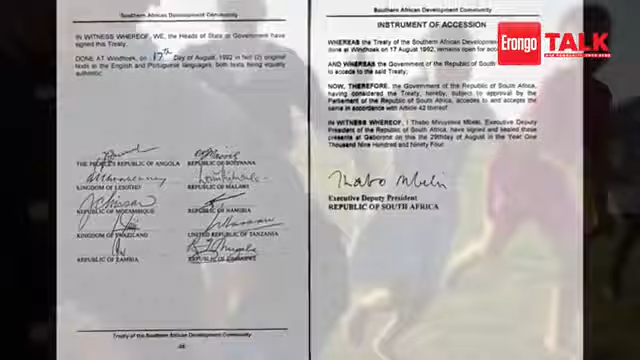 Southern African Development Community
IN WITNESS WHEREOF, WE, the Heads of State or Government have
signed this Treaty.
DONE AT Windhoek, on 17th Day of August, 1992 in two (2) original
texts in the English and Portuguese languages, both texts being equally
authentic.
THE PEOPLE'S REPUBLIC OF ANGOLA REPUBLIC OF BOTSWANA
KINGDOM OF LESOTHO REPUBLIC OF MALAWI
REPUBLIC OF MOZAMBIQUE REPUBLIC OF NAMIBIA
KINGDOM OF SWAZILAND UNITED REPUBLIC OF TANZANIA
REPUBLIC OF ZAMBIA REPUBLIC OF ZIMBABWE
Treaty of the Southern African Development Community
Southern African Development Community
INSTRUMENT OF ACCESSION
WHEREAS the Treaty of the Southern African Development
done at Windhoek on 17 August 1992, remains open for
AND WHEREAS the Government of the Republic of South
to accede to the said Treaty;
NOW, THEREFORE, the Government of the Republic of South Africa,
having considered the Treaty, hereby, subject to approval by the
Parliament of the Republic of South Africa, accedes to and accepts the
same in accordance with Article 42 thereof
IN WITNESS WHEREOF, I Thabo Mvuyelwa Mbeki, Executive Deputy
President of the Republic of South Africa, have signed and sealed these
presents at Gaborone on this the 29thday of August in the Year One
Thousand Nine Hundred and Ninety Four.
Thabo Mbeki
Executive Deputy President
REPUBLIC OF SOUTH AFRICA
Erongo TALK